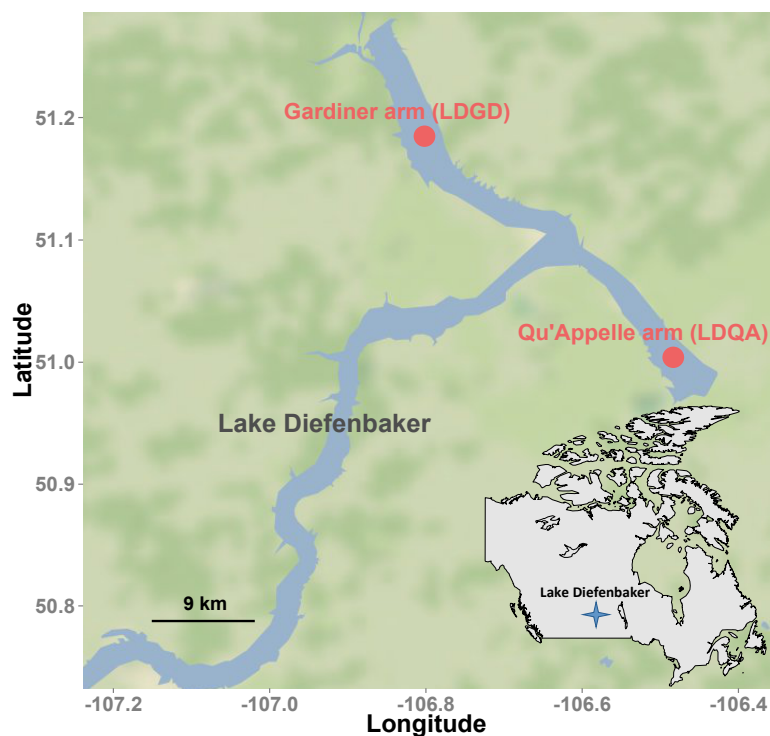 51.2
51.1
51.0
50.9
50.8
Latitude
Gardiner arm (LDGD)
Qu'Appelle arm (LDQA)
Lake Diefenbaker
Lake Diefenbaker
9 km
-107.2 -107.0 -106.8 -106.6 -106.4
Longitude